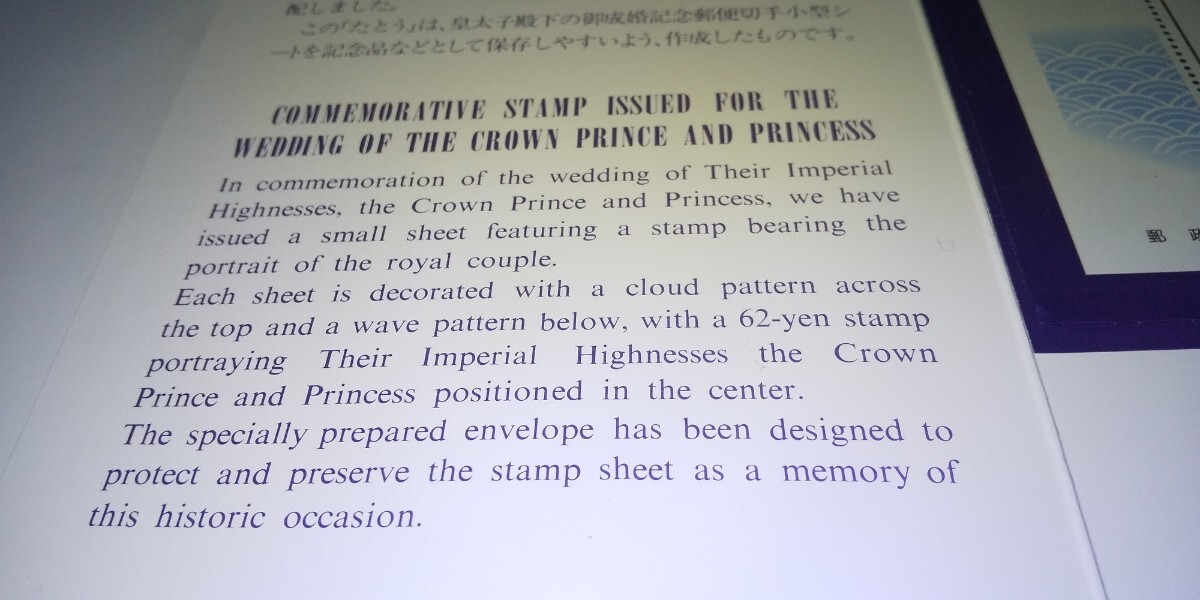 配しました。
この「たとう」は、皇太子殿下の御成婚記念郵便切手小型シ
ートを記念品などとして保存しやすいよう、作成したものです。
COMMEMORATIVE STAMP ISSUED FOR THE
WEDDING OF THE CROWN PRINCE AND PRINCESS
In commemoration of the wedding of Their Imperial
Highnesses, the Crown Prince and Princess, we have
issued a small sheet featuring a stamp bearing the
portrait of the royal couple.
Each sheet is decorated with a cloud pattern across
the top and a wave pattern below, with a 62-yen stamp
portraying Their Imperial Highnesses the Crown
Prince and Princess positioned in the center.
The specially prepared envelope has been designed to
protect and preserve the stamp sheet as a memory of
this historic occasion.
郵 政